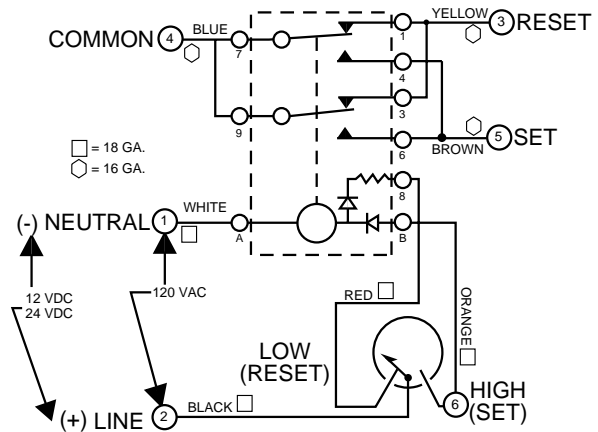 COMMON 4 BLUE 7
1 YELLOW 3 RESET
4
3
9
6 BROWN 5 SET
= 18 GA.
= 16 GA.
8
(-) NEUTRAL 1 WHITE A
B
12 VDC
24 VDC
120 VAC
RED
ORANGE
LOW
(RESET)
HIGH
(SET)
6
(+) LINE 2 BLACK